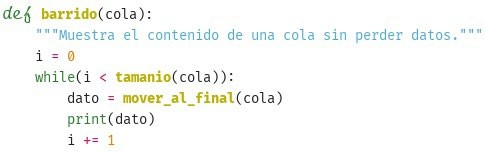 def barrido(cola):
    """Muestra el contenido de una cola sin perder datos."""
    i = 0
    while(i < tamanio(cola)):
        dato = mover_al_final(cola)
        print(dato)
        i += 1